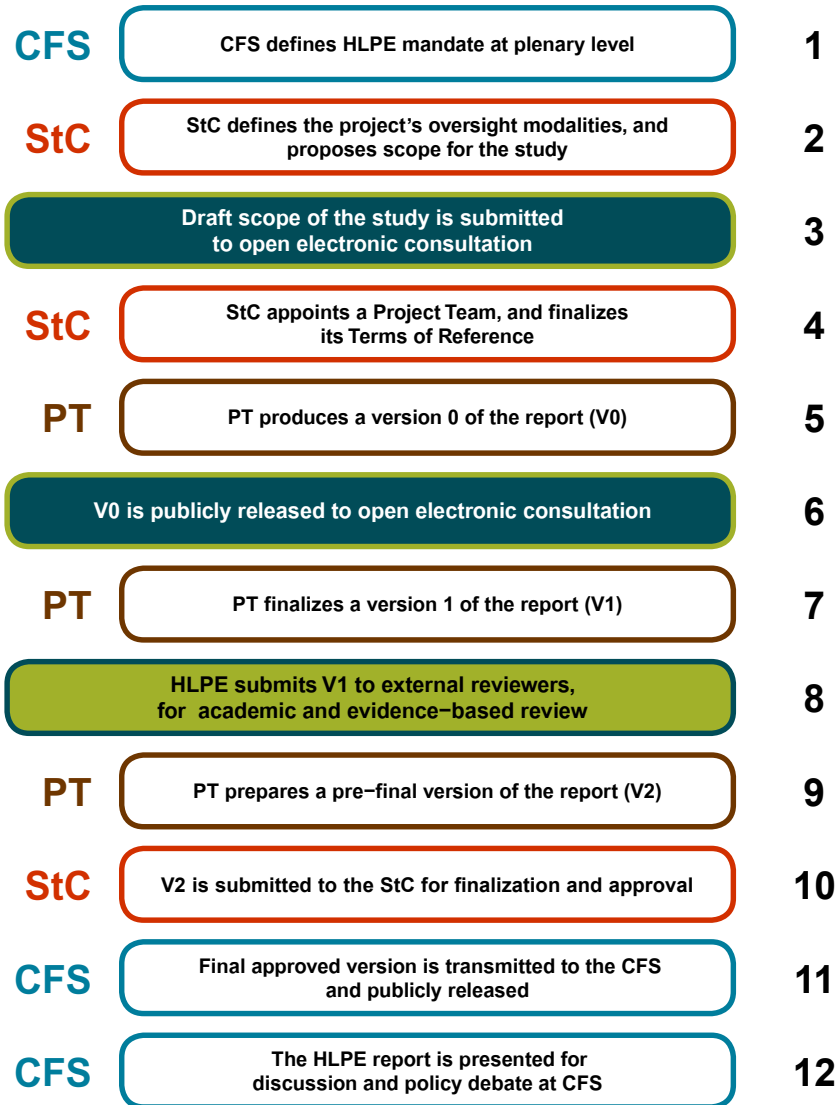 CFS
CFS defines HLPE mandate at plenary level
1
StC
StC defines the project's oversight modalities, and
proposes scope for the study
2
Draft scope of the study is submitted
to open electronic consultation
3
StC
StC appoints a Project Team, and finalizes
its Terms of Reference
4
PT
PT produces a version 0 of the report (V0)
5
V0 is publicly released to open electronic consultation
6
PT
PT finalizes a version 1 of the report (V1)
7
HLPE submits V1 to external reviewers,
for academic and evidence−based review
8
PT
PT prepares a pre−final version of the report (V2)
9
StC
V2 is submitted to the StC for finalization and approval
10
CFS
Final approved version is transmitted to the CFS
and publicly released
11
CFS
The HLPE report is presented for
discussion and policy debate at CFS
12